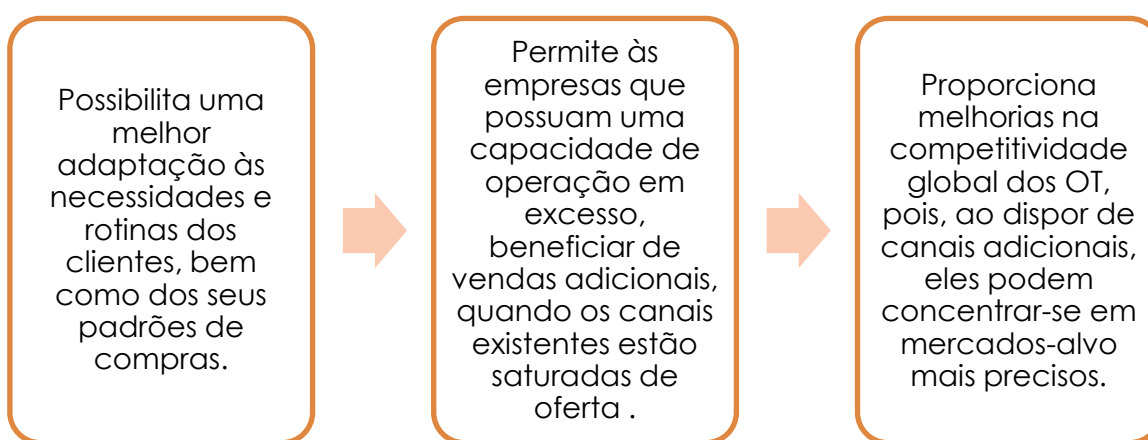 Possibilita uma
melhor
adaptação às
necessidades e
rotinas dos
clientes, bem
como dos seus
padrões de
compras.
Permite às
empresas que
possuam uma
capacidade de
operação em
excesso,
beneficiar de
vendas adicionais,
quando os canais
existentes estão
saturadas de
oferta .
Proporciona
melhorias na
competitividade
global dos OT,
pois, ao dispor de
canais adicionais,
eles podem
concentrar-se em
mercados-alvo
mais precisos.